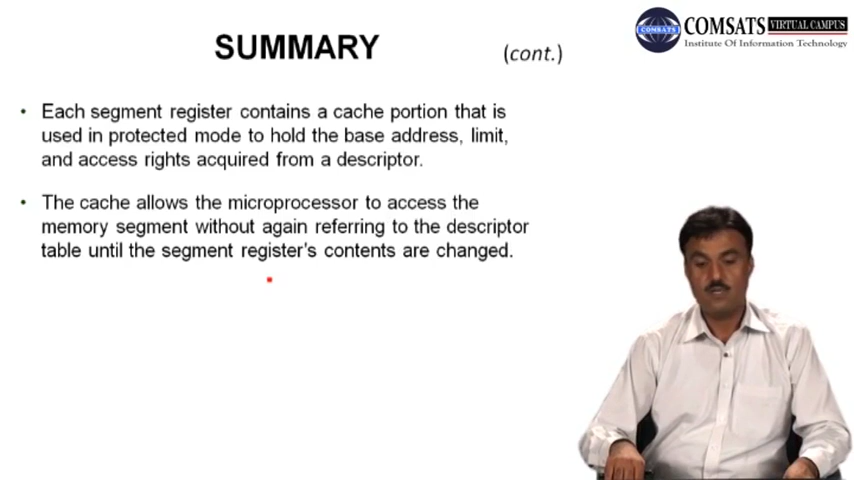 COMSATS VIRTUAL CAMPUS
COMSATS
Institute Of Information Technology
SUMMARY (cont.)
• Each segment register contains a cache portion that is
used in protected mode to hold the base address, limit,
and access rights acquired from a descriptor.
• The cache allows the microprocessor to access the
memory segment without again referring to the descriptor
table until the segment register's contents are changed.